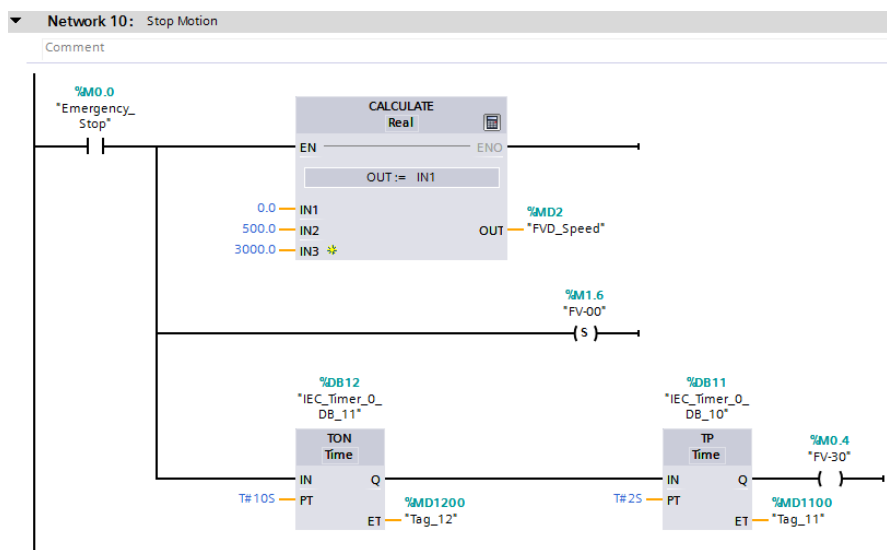 Network 10: Stop Motion
Comment
%M0.0
"Emergency_
Stop"
CALCULATE
Real
EN
ENO
OUT := IN1
0.0
IN1
500.0
IN2
3000.0
IN3
OUT
%MD2
"FVD_Speed"
%M1.6
"FV-00"
S
%DB12
"IEC_Timer_0_
DB_11"
TON
Time
IN
Q
T#10S
PT
ET
%MD1200
"Tag_12"
%DB11
"IEC_Timer_0_
DB_10"
TP
Time
IN
Q
T#2S
PT
ET
%MD1100
"Tag_11"
%M0.4
"FV-30"